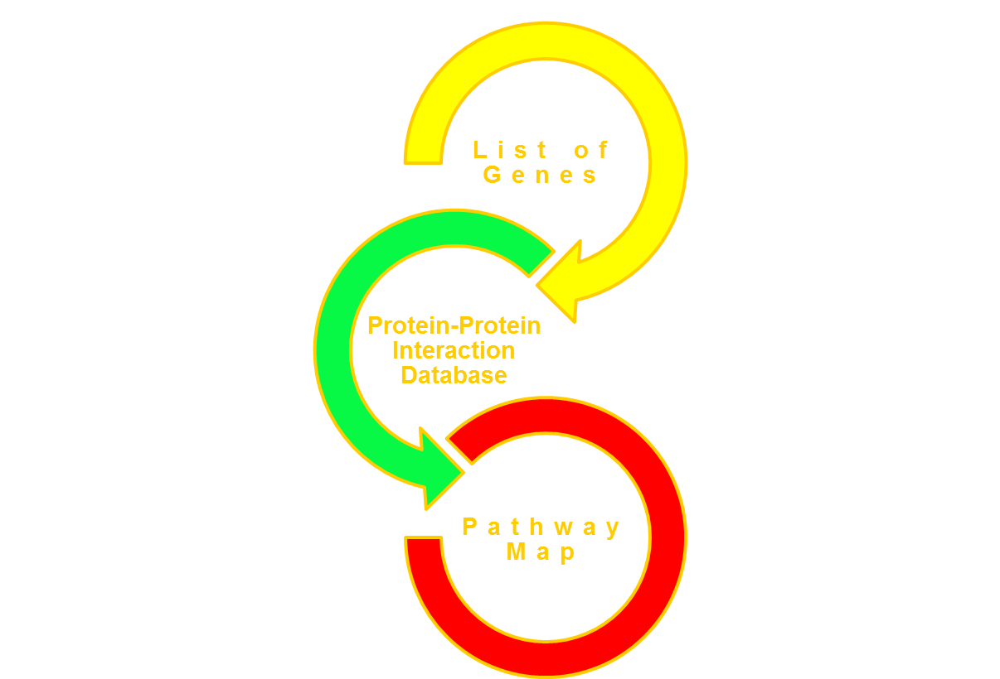 List of
Genes
Protein-Protein
Interaction
Database
Pathway
Map